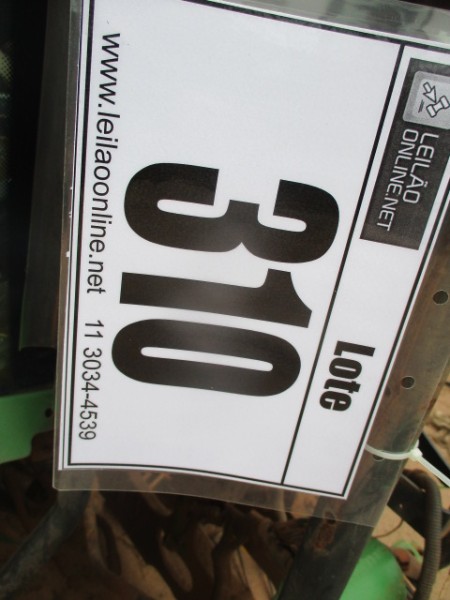 LEILÃO
ONLINE.NET
Lote
310
www.leilaoonline.net 11 3034-4539